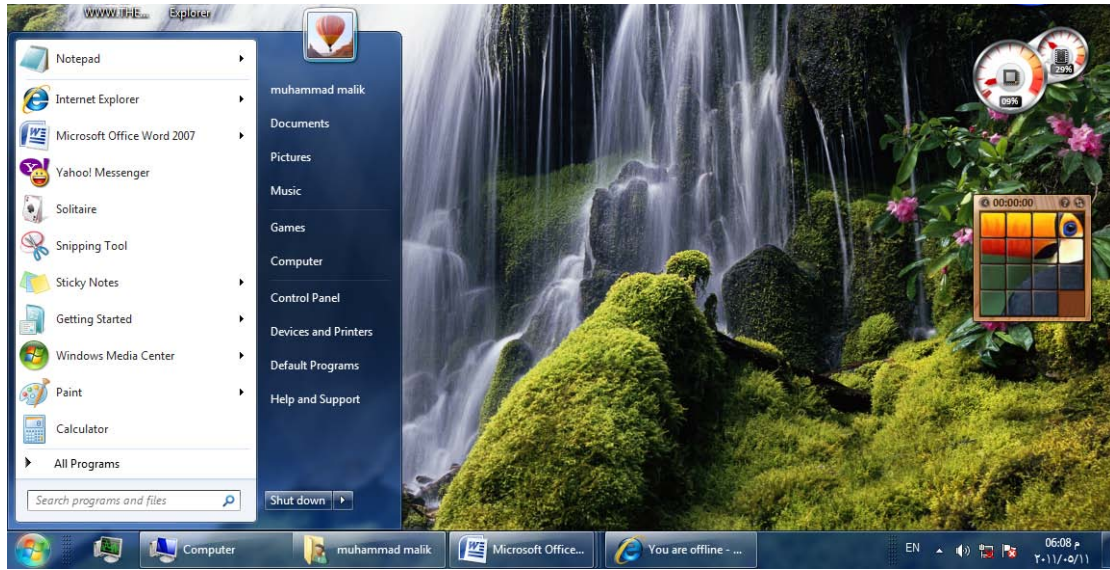 WWW.THE... Explorer
Notepad
Internet Explorer
Microsoft Office Word 2007
Yahoo! Messenger
Solitaire
Snipping Tool
Sticky Notes
Getting Started
Windows Media Center
Paint
Calculator
All Programs
Search programs and files
muhammad malik
Documents
Pictures
Music
Games
Computer
Control Panel
Devices and Printers
Default Programs
Help and Support
Shut down
29%
09%
00:00:00
?
Computer
muhammad malik
Microsoft Office...
You are offline - ...
EN
06:08 م
٢٠١١/٠٥/١١